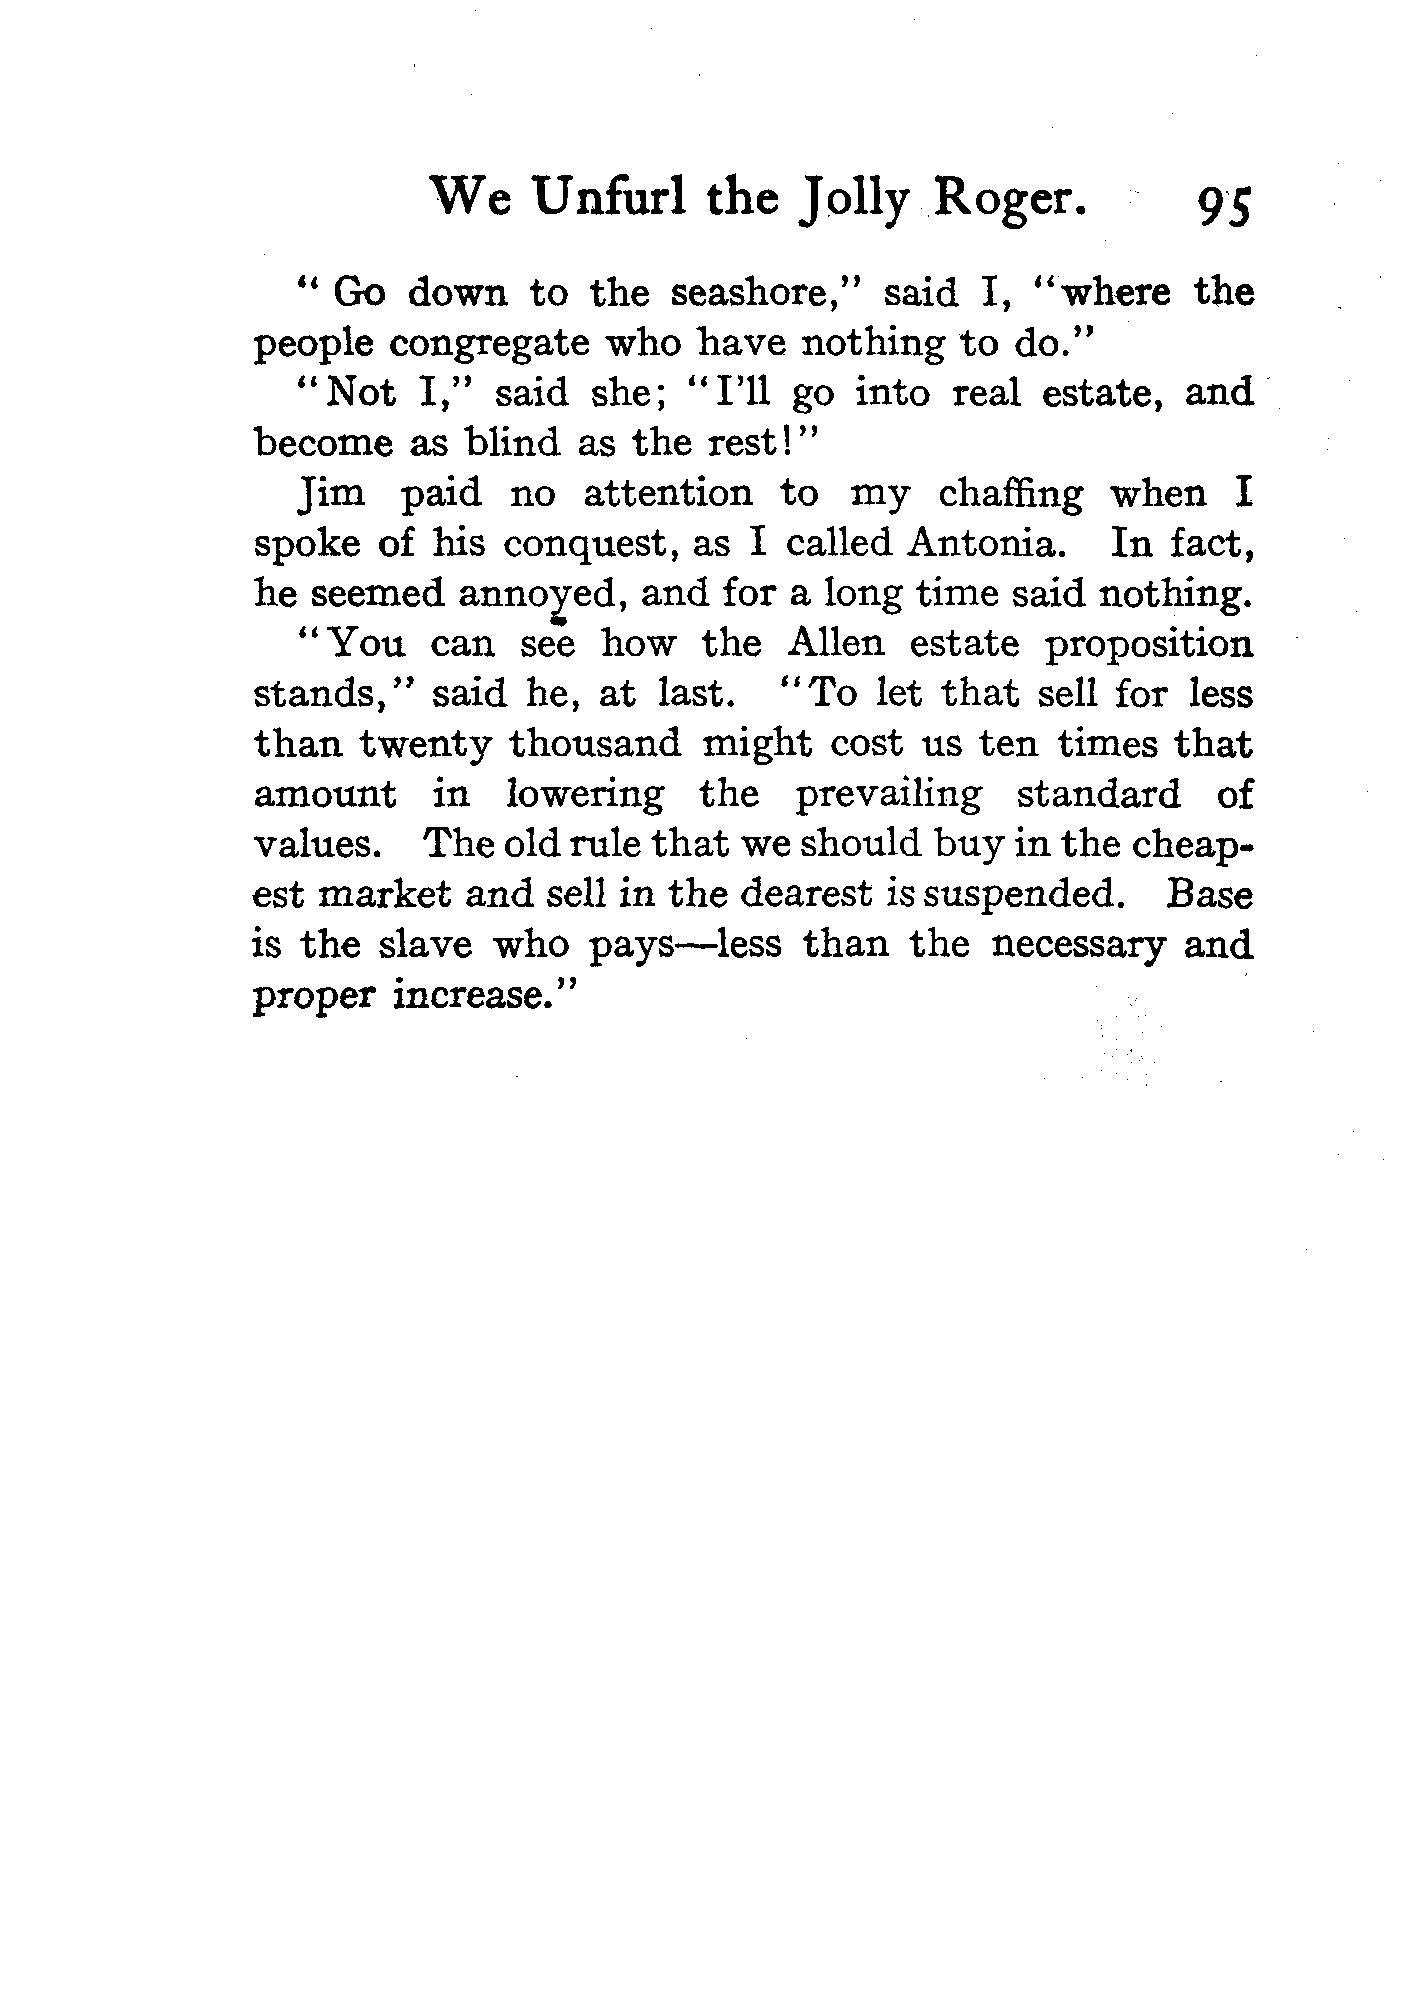 We Unfurl the Jolly Roger. 95
“ Go down to the seashore,” said I, “where the
people congregate who have nothing to do.”
“Not I,” said she; “I'll go into real estate, and
become as blind as the rest!”
Jim paid no attention to my chaffing when I
spoke of his conquest, as I called Antonia. In fact,
he seemed annoyed, and for a long time said nothing.
“You can see how the Allen estate proposition
stands,” said he, at last. “To let that sell for less
than twenty thousand might cost us ten times that
amount in lowering the prevailing standard of
values. The old rule that we should buy in the cheap-
est market and sell in the dearest is suspended. Base
is the slave who pays—less than the necessary and
proper increase.”